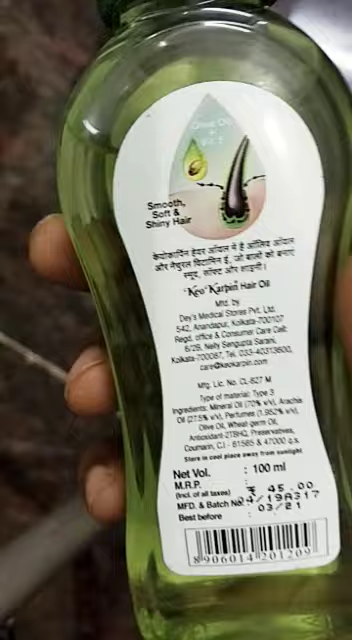 Olive Oil
+
Vit. E
Smooth,
Soft &
Shiny Hair
केयोकार्पिन हेयर ऑयल में है ऑलिव ऑयल
और नैचुरल विटामिन ई, जो बालों को बनाएं
स्मूद, सॉफ्ट और शाइनी।
'Keo' Karpin Hair Oil
Mfd. by
Dey's Medical Stores Pvt. Ltd.
542, Anandapur, Kolkata-700107
Regd. office & Consumer Care Cell:
6/2B, Nelly Sengupta Sarani,
Kolkata-700087, Tel. 033-40313600,
care@keokarpin.com
Mfg. Lic. No. CL-827 M
Type of material: Type 3
Ingredients: Mineral Oil (70% v/v), Arachis
Oil (27.5% v/v), Perfumes (1.952% v/v),
Olive Oil, Wheat-germ Oil,
Antioxidant-2TBHQ, Preservatives,
Coumarin, C.I - 61565 & 47000 q.s.
Store in cool place away from sunlight
Net Vol. : 100 ml
M.R.P. : ₹ 45.00
(Incl. of all taxes)
MFD. & Batch No. 04/19A317
Best before : 03/21
8906014201209